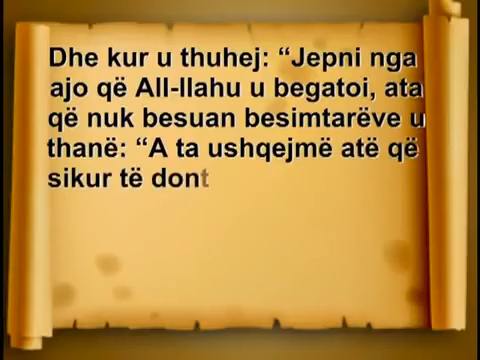 Dhe kur u thuhej: “Jepni nga
ajo që All-llahu u begatoi, ata
që nuk besuan besimtarëve u
thanë: “A ta ushqejmë atë që
sikur të dont